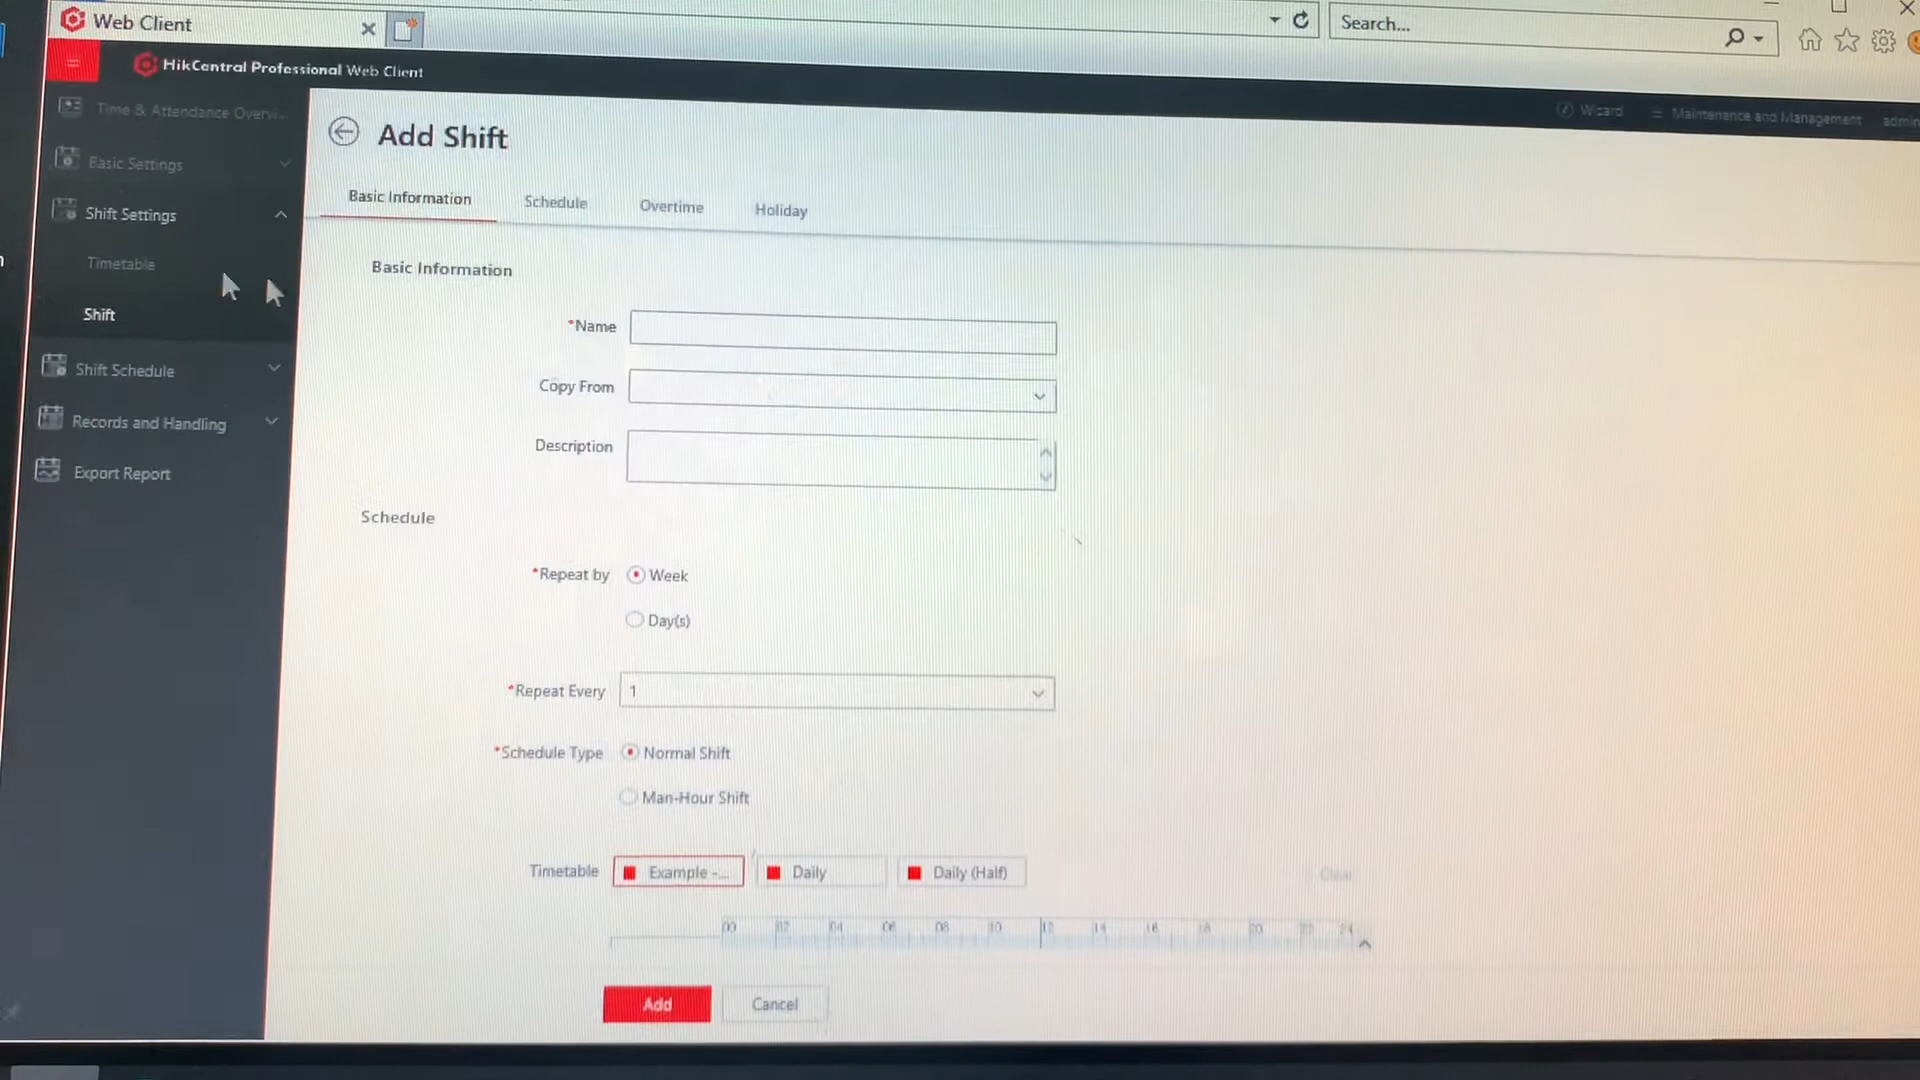 Web Client
Search...
HikCentral Professional Web Client
Wizard
Maintenance and Management
admin
Time & Attendance Overvi...
Basic Settings
Shift Settings
Timetable
Shift
Shift Schedule
Records and Handling
Export Report
Add Shift
Basic Information
Schedule
Overtime
Holiday
Basic Information
*Name
Copy From
Description
Schedule
*Repeat by
Week
Day(s)
*Repeat Every
1
*Schedule Type
Normal Shift
Man-Hour Shift
Timetable
Example -...
Daily
Daily (Half)
Clear
00 02 04 06 08 10 12 14 16 18 20 22 24
Add
Cancel